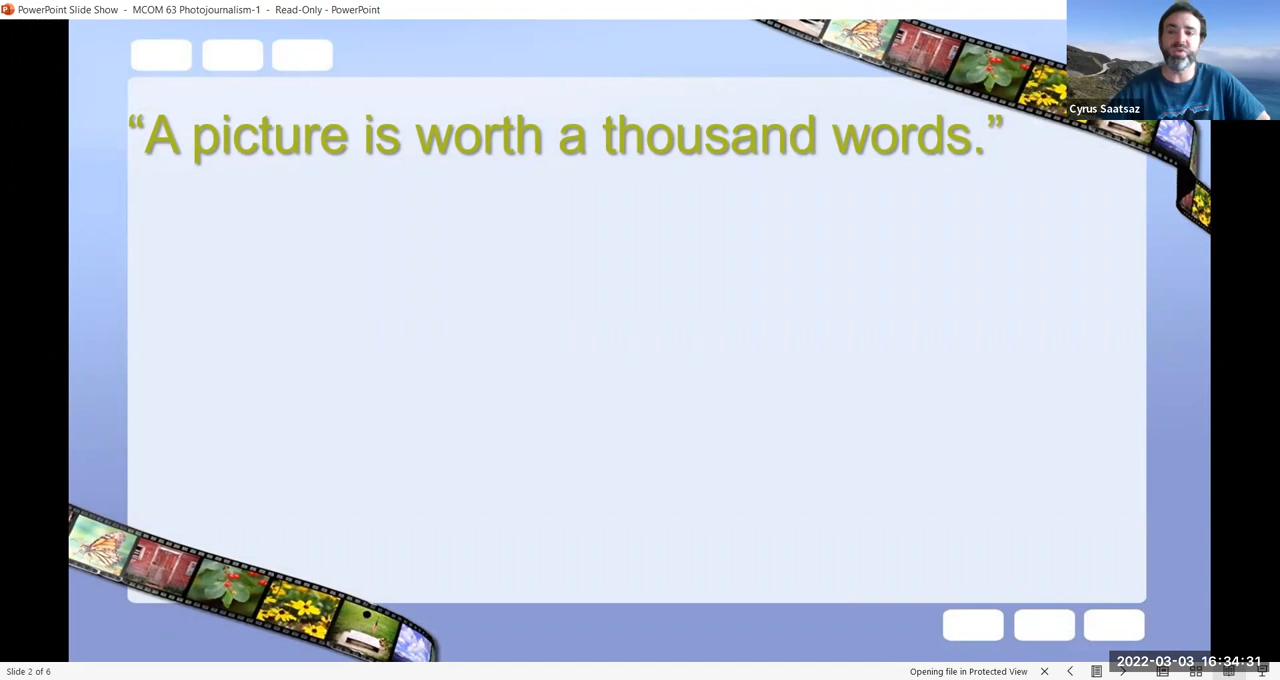 PowerPoint Slide Show - MCOM 63 Photojournalism-1 - Read-Only - PowerPoint
Cyrus Saatsaz
“A picture is worth a thousand words.”
Slide 2 of 6
Opening file in Protected View
2022-03-03 16:34:31